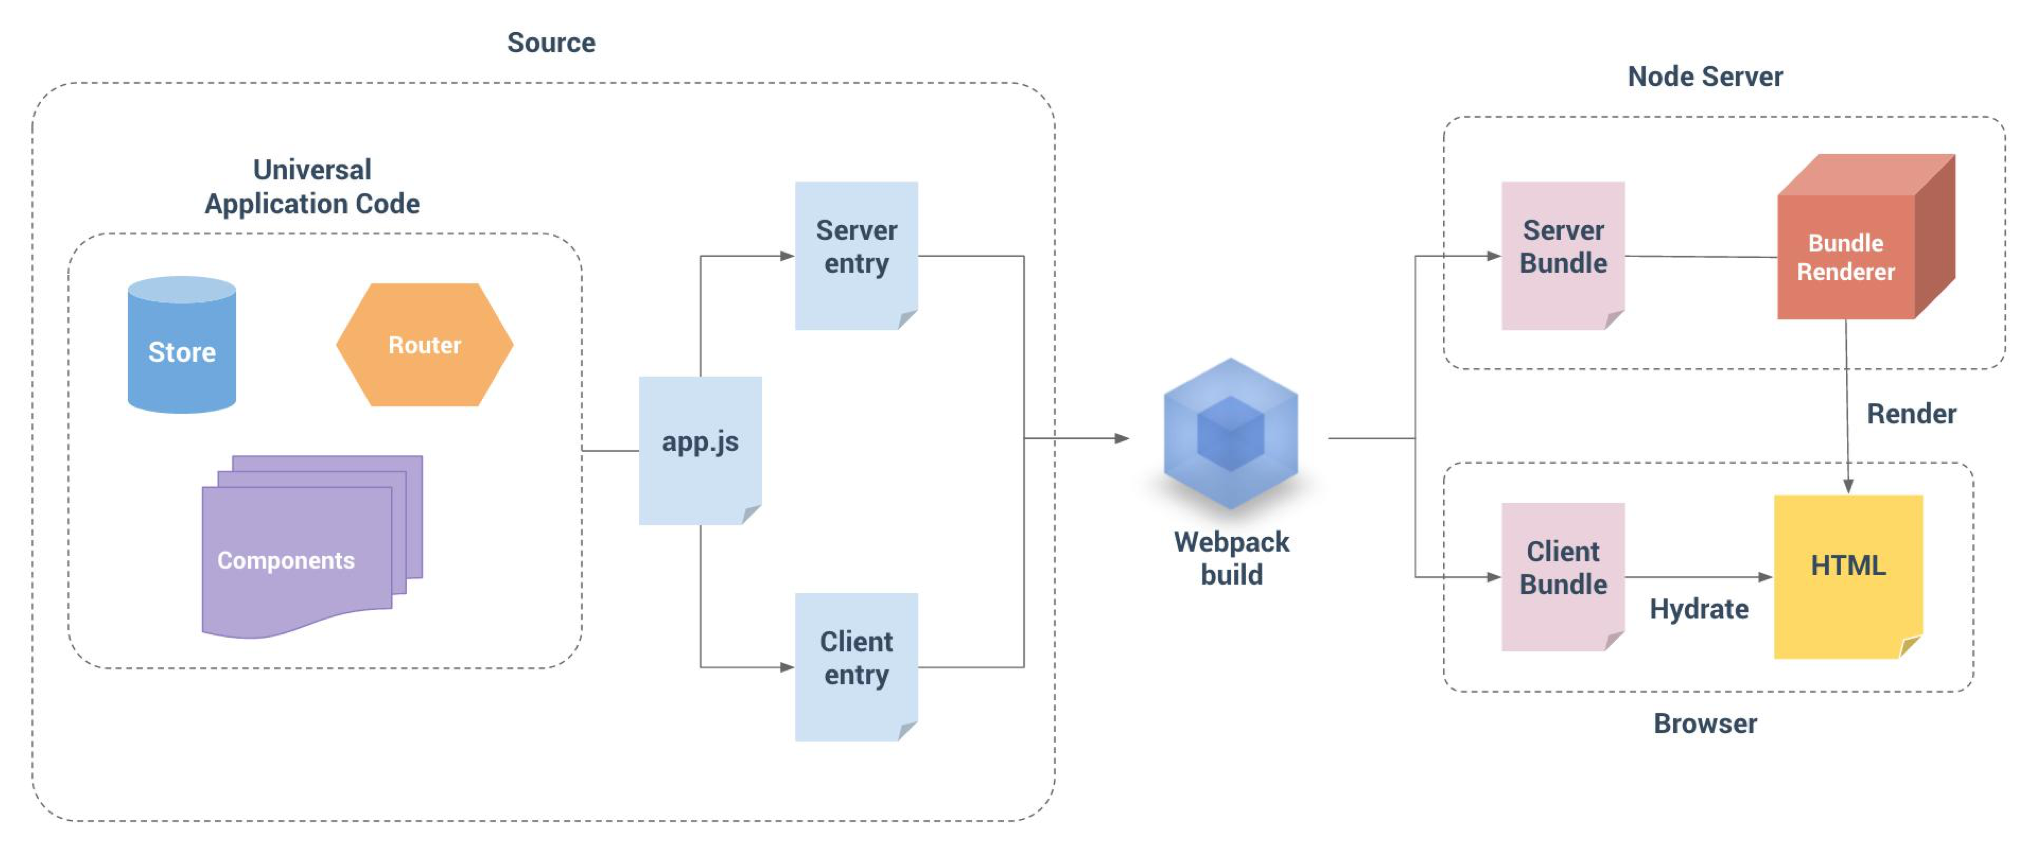 Source
Universal
Application Code
Store
Router
Components
app.js
Server
entry
Client
entry
Webpack
build
Node Server
Server
Bundle
Bundle
Renderer
Render
Client
Bundle
Hydrate
HTML
Browser